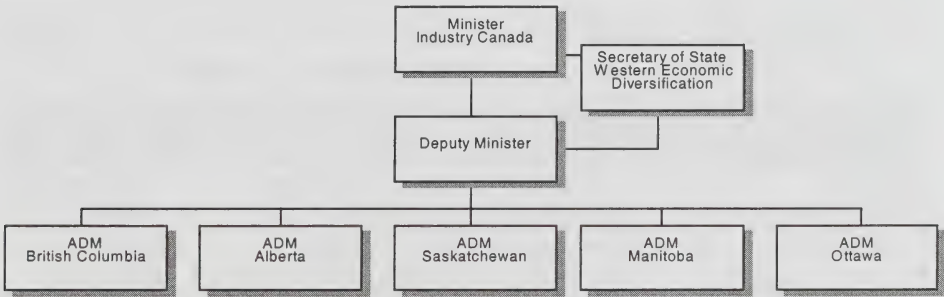 Minister
Industry Canada
Secretary of State
Western Economic
Diversification
Deputy Minister
ADM
British Columbia
ADM
Alberta
ADM
Saskatchewan
ADM
Manitoba
ADM
Ottawa